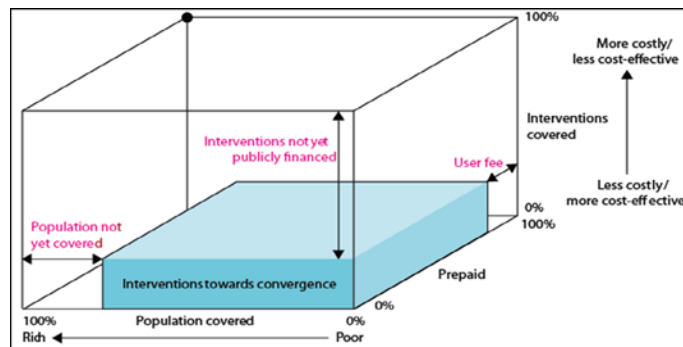 100%
More costly/
less cost-effective
Interventions not yet
publicly financed
Interventions
covered
User fee
Less costly/
more cost-effective
Population not
yet covered
0%
100%
Interventions towards convergence
Prepaid
0%
100%
Population covered
0%
Rich
Poor